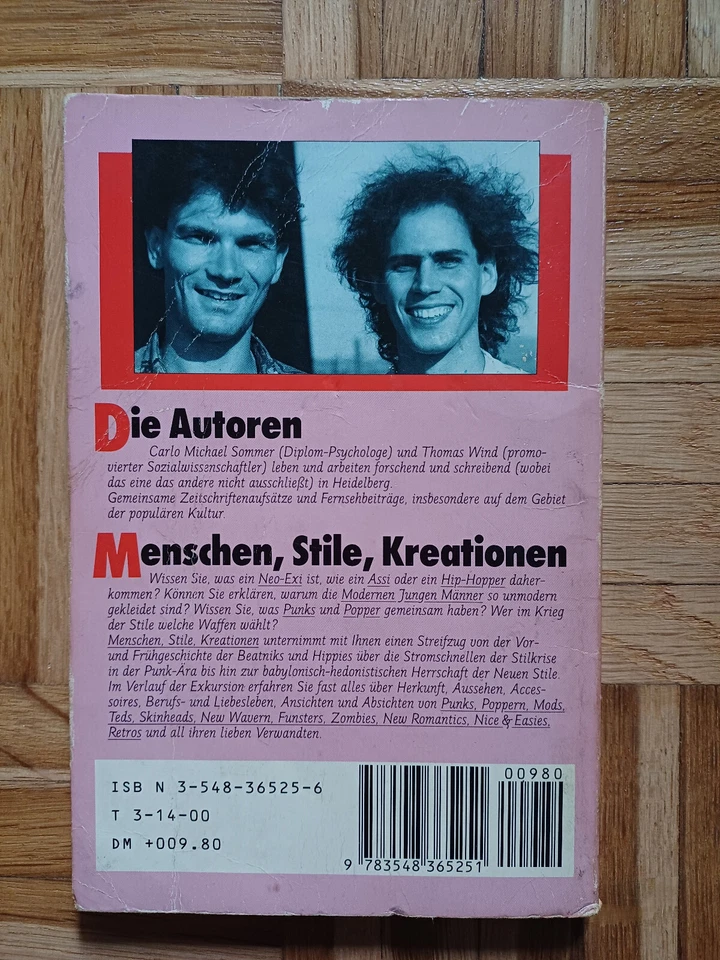 Die Autoren
Carlo Michael Sommer (Diplom-Psychologe) und Thomas Wind (promo-
vierter Sozialwissenschaftler) leben und arbeiten forschend und schreibend (wobei
das eine das andere nicht ausschließt) in Heidelberg.
Gemeinsame Zeitschriftenaufsätze und Fernsehbeiträge, insbesondere auf dem Gebiet
der populären Kultur.
Menschen, Stile, Kreationen
Wissen Sie, was ein Neo-Exi ist, wie ein Assi oder ein Hip-Hopper daher-
kommen? Können Sie erklären, warum die Modernen Jungen Männer so unmodern
gekleidet sind? Wissen Sie, was Punks und Popper gemeinsam haben? Wer im Krieg
der Stile welche Waffen wählt?
Menschen, Stile, Kreationen unternimmt mit Ihnen einen Streifzug von der Vor-
und Frühgeschichte der Beatniks und Hippies über die Stromschnellen der Stilkrise
in der Punk-Ära bis hin zur babylonisch-hedonistischen Herrschaft der Neuen Stile.
Im Verlauf der Exkursion erfahren Sie fast alles über Herkunft, Aussehen, Acces-
soires, Berufs- und Liebesleben, Ansichten und Absichten von Punks, Poppern, Mods,
Teds, Skinheads, New Wavern, Funsters, Zombies, New Romantics, Nice & Easies,
Retros und all ihren lieben Verwandten.
ISB N 3-548-36525-6
T 3-14-00
DM +009.80
00980
9 783548 365251